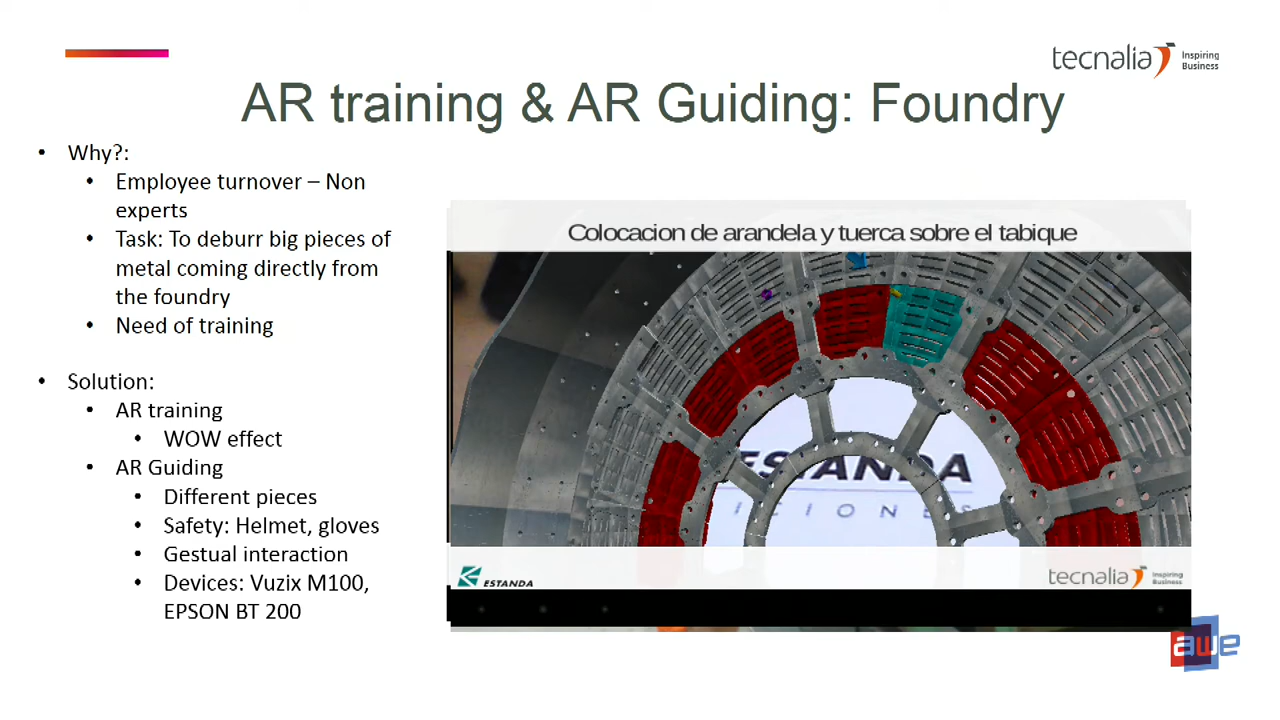 tecnalia Inspiring Business
AR training & AR Guiding: Foundry
• Why?:
• Employee turnover – Non
experts
• Task: To deburr big pieces of
metal coming directly from
the foundry
• Need of training
• Solution:
• AR training
• WOW effect
• AR Guiding
• Different pieces
• Safety: Helmet, gloves
• Gestual interaction
• Devices: Vuzix M100,
EPSON BT 200
Colocacion de arandela y tuerca sobre el tabique
ESTANDA
ICIONES
ESTANDA
tecnalia Inspiring Business
awe